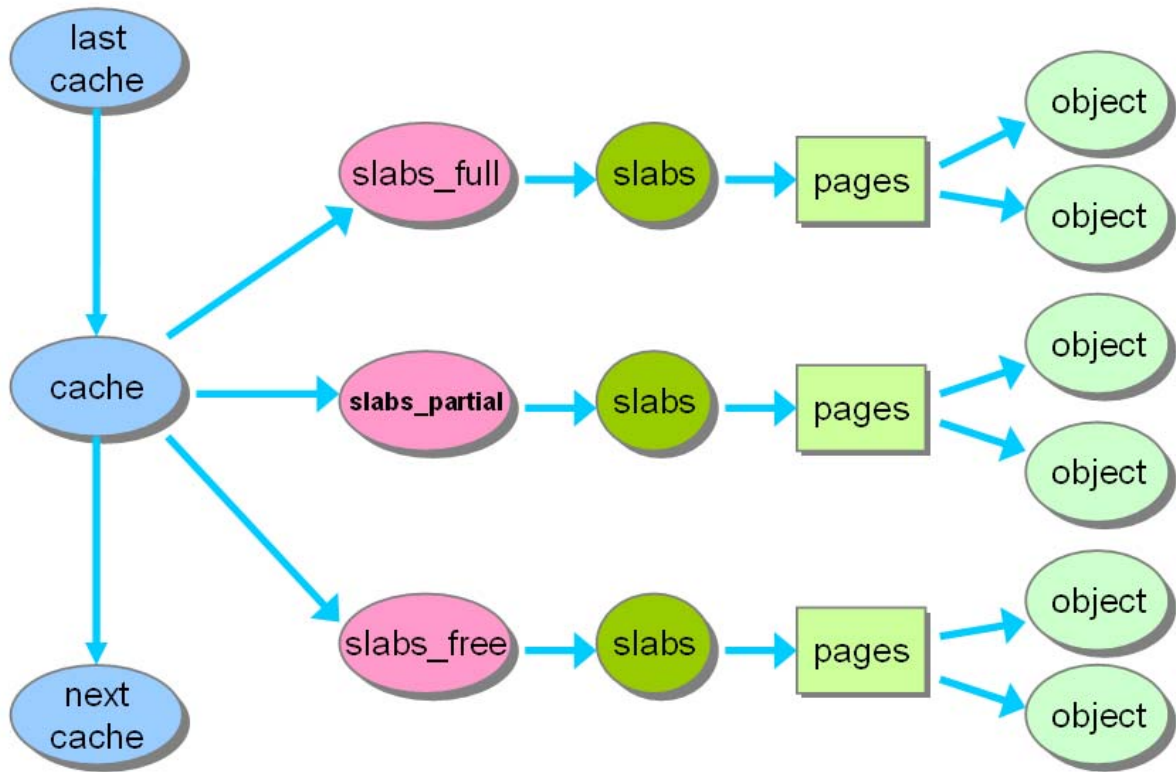 last
cache
slabs_full
slabs
pages
object
object
cache
slabs_partial
slabs
pages
object
object
next
cache
slabs_free
slabs
pages
object
object